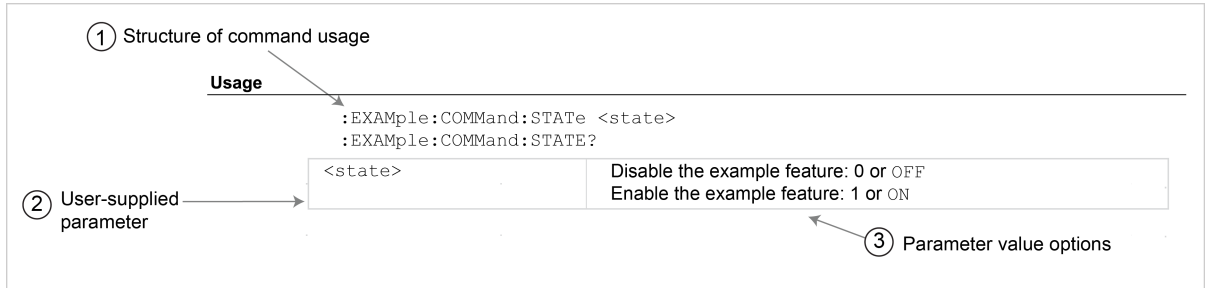 1 Structure of command usage
Usage
:EXAMple:COMMand:STATe <state>
:EXAMple:COMMand:STATE?
<state> Disable the example feature: 0 or OFF
Enable the example feature: 1 or ON
2 User-supplied
parameter
3 Parameter value options